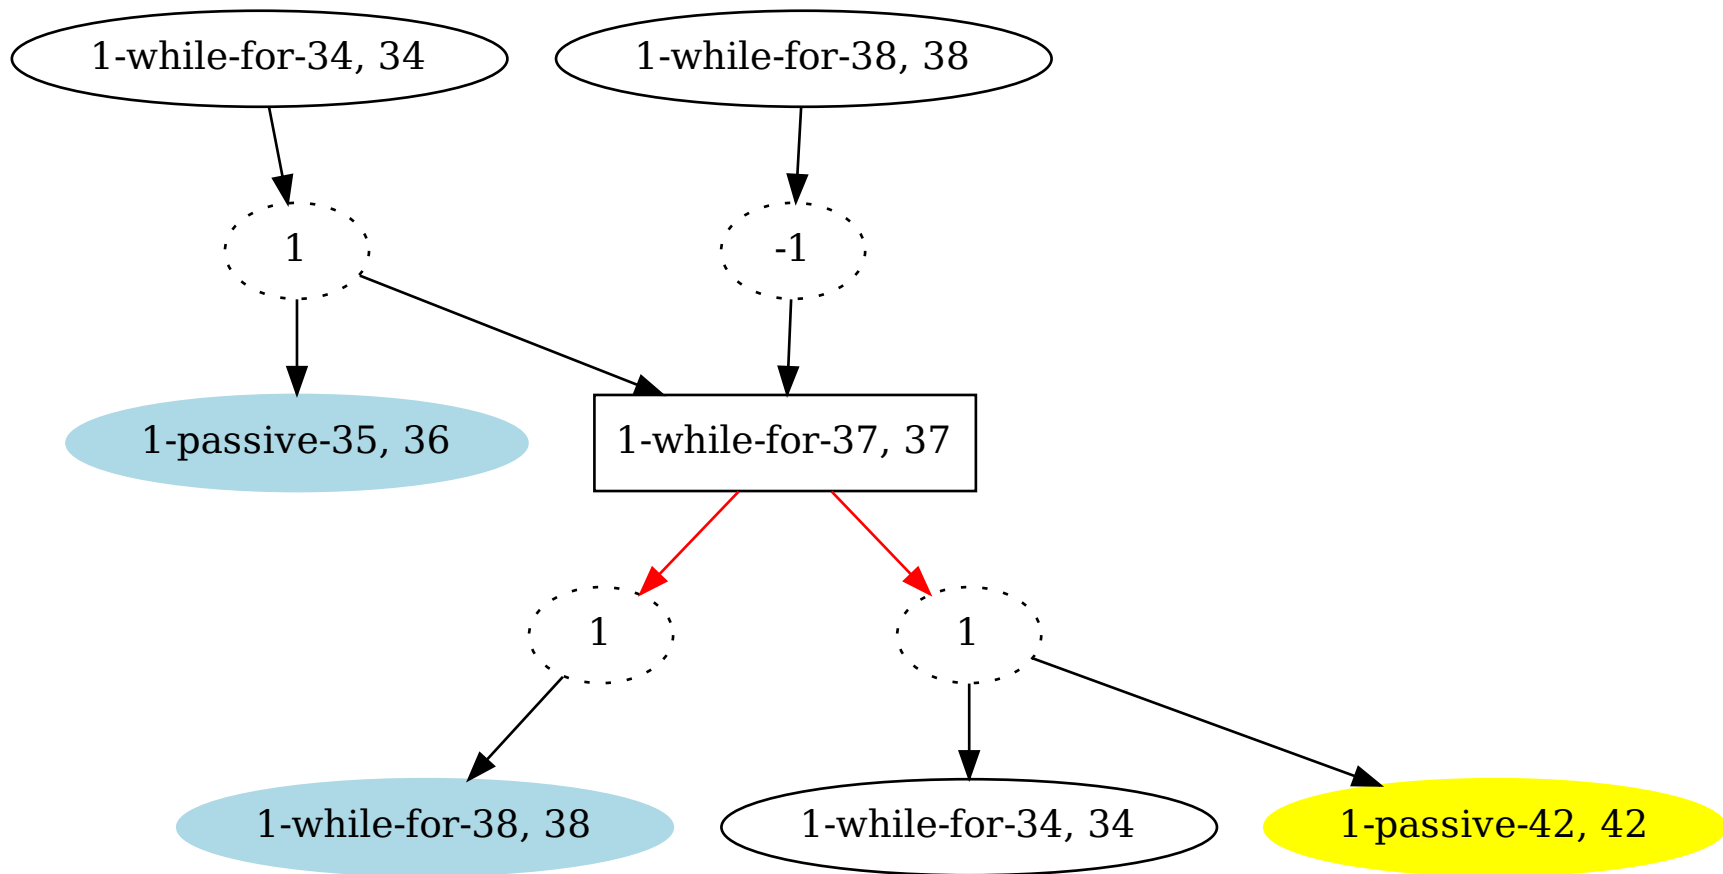 1-while-for-34, 34
1-while-for-38, 38
1
-1
1-passive-35, 36
1-while-for-37, 37
1
1
1-while-for-38, 38
1-while-for-34, 34
1-passive-42, 42